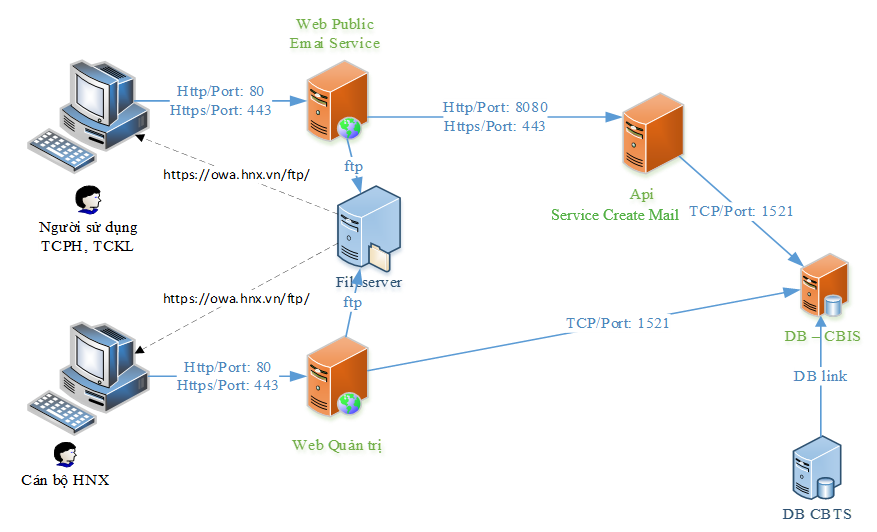 Web Public
Emai Service
Http/Port: 80
Https/Port: 443
Http/Port: 8080
Https/Port: 443
ftp
https://owa.hnx.vn/ftp/
Api
Service Create Mail
TCP/Port: 1521
Người sử dụng
TCPH, TCKL
File server
https://owa.hnx.vn/ftp/
ftp
TCP/Port: 1521
DB – CBIS
Http/Port: 80
Https/Port: 443
DB link
Web Quản trị
Cán bộ HNX
DB CBTS